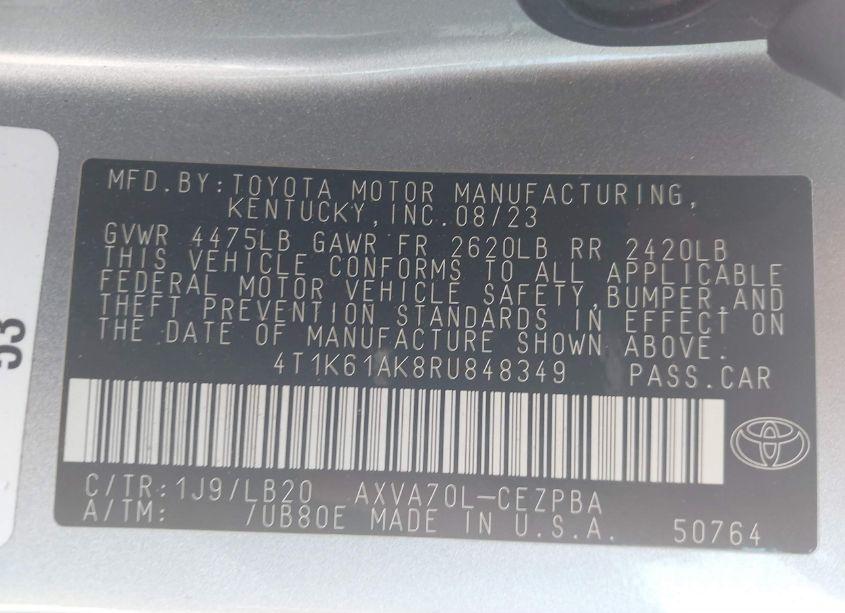 MFD.BY:TOYOTA MOTOR MANUFACTURING,
KENTUCKY,INC.08/23
GVWR 4475LB GAWR FR 2620LB RR 2420LB
THIS VEHICLE CONFORMS TO ALL APPLICABLE
FEDERAL MOTOR VEHICLE SAFETY,BUMPER,AND
THEFT PREVENTION STANDARDS IN EFFECT ON
THE DATE OF MANUFACTURE SHOWN ABOVE.
4T1K61AK8RU848349 PASS.CAR
C/TR:1J9/LB20 AXVA70L-CEZPBA
A/TM: /UB80E MADE IN U.S.A. 50764
53